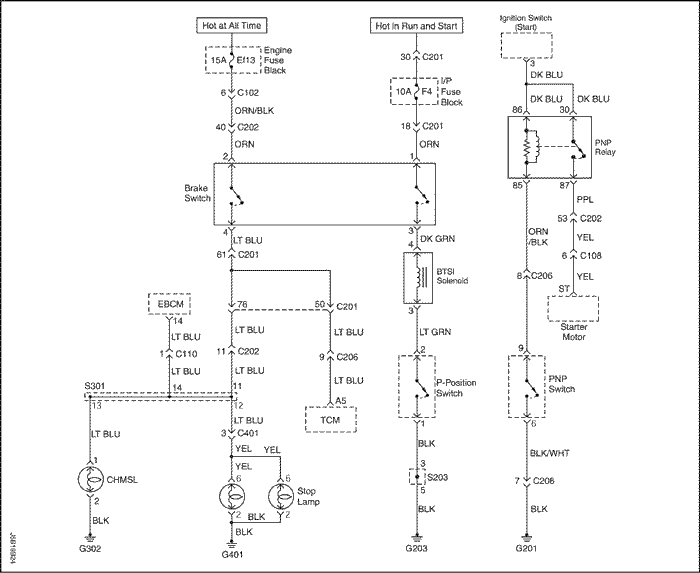 Hot at All Time
Hot In Run and Start
Ignition Switch
(Start)
15A Ef13
Engine
Fuse
Block
30 C201
3
DK BLU
10A F4
I/P
Fuse
Block
6 C102
ORN/BLK
DK BLU DK BLU
86 30
40 C202
18 C201
ORN
ORN
PNP
Relay
2
1
85 87
Brake
Switch
PPL
4
3
53 C202
LT BLU
DK GRN
ORN
/BLK
YEL
61 C201
4
BTSI
Solenoid
6 C108
8 C206
YEL
ST
EBCM
14
76
50 C201
3
Starter
Motor
LT BLU
LT BLU
LT BLU
LT GRN
1 C110
11 C202
9 C206
2
9
LT BLU
LT BLU
LT BLU
P-Position
Switch
PNP
Switch
S301
14
11
13
12
A5
TCM
1
6
LT BLU
LT BLU
3 C401
BLK
BLK/WHT
YEL YEL
YEL
3
S203
5
7 C206
1
CHMSL
2
6
6
Stop
Lamp
2
2
BLK
BLK
BLK
BLK
BLK
G302
G401
G203
G201